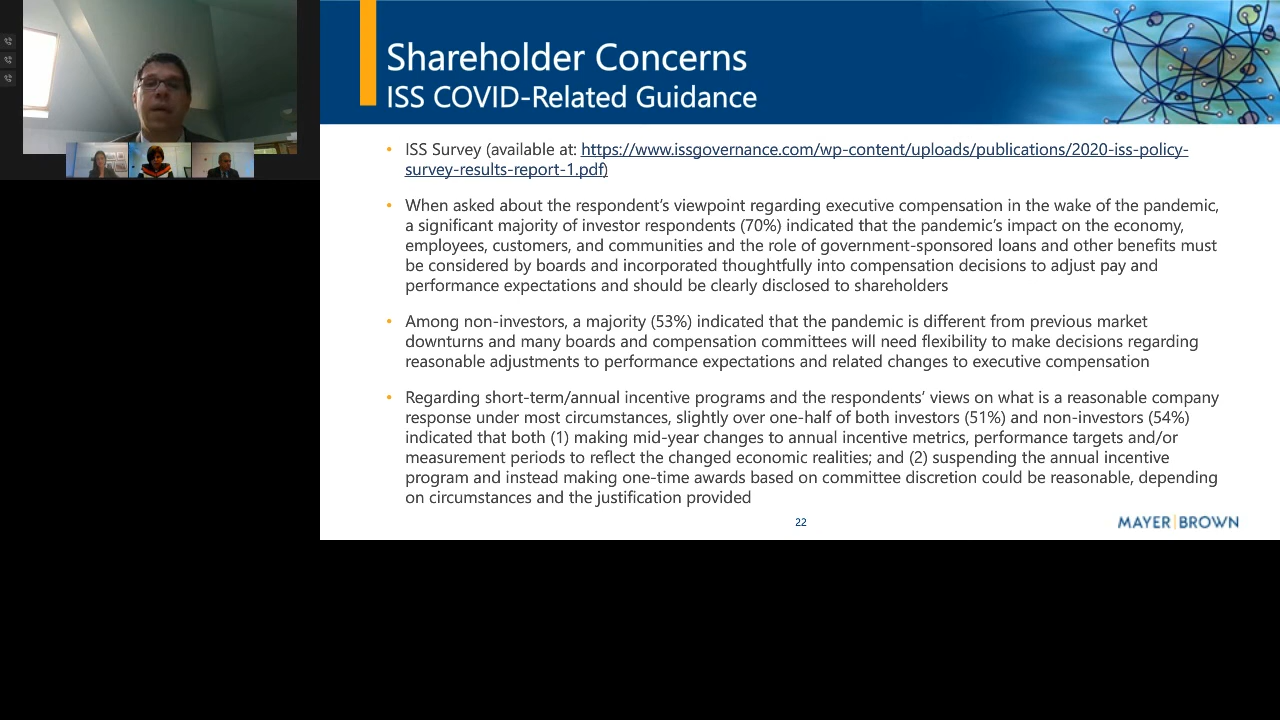 Shareholder Concerns
ISS COVID-Related Guidance
• ISS Survey (available at: https://www.issgovernance.com/wp-content/uploads/publications/2020-iss-policy-
survey-results-report-1.pdf)
• When asked about the respondent's viewpoint regarding executive compensation in the wake of the pandemic,
a significant majority of investor respondents (70%) indicated that the pandemic's impact on the economy,
employees, customers, and communities and the role of government-sponsored loans and other benefits must
be considered by boards and incorporated thoughtfully into compensation decisions to adjust pay and
performance expectations and should be clearly disclosed to shareholders
• Among non-investors, a majority (53%) indicated that the pandemic is different from previous market
downturns and many boards and compensation committees will need flexibility to make decisions regarding
reasonable adjustments to performance expectations and related changes to executive compensation
• Regarding short-term/annual incentive programs and the respondents' views on what is a reasonable company
response under most circumstances, slightly over one-half of both investors (51%) and non-investors (54%)
indicated that both (1) making mid-year changes to annual incentive metrics, performance targets and/or
measurement periods to reflect the changed economic realities; and (2) suspending the annual incentive
program and instead making one-time awards based on committee discretion could be reasonable, depending
on circumstances and the justification provided
22
MAYER|BROWN